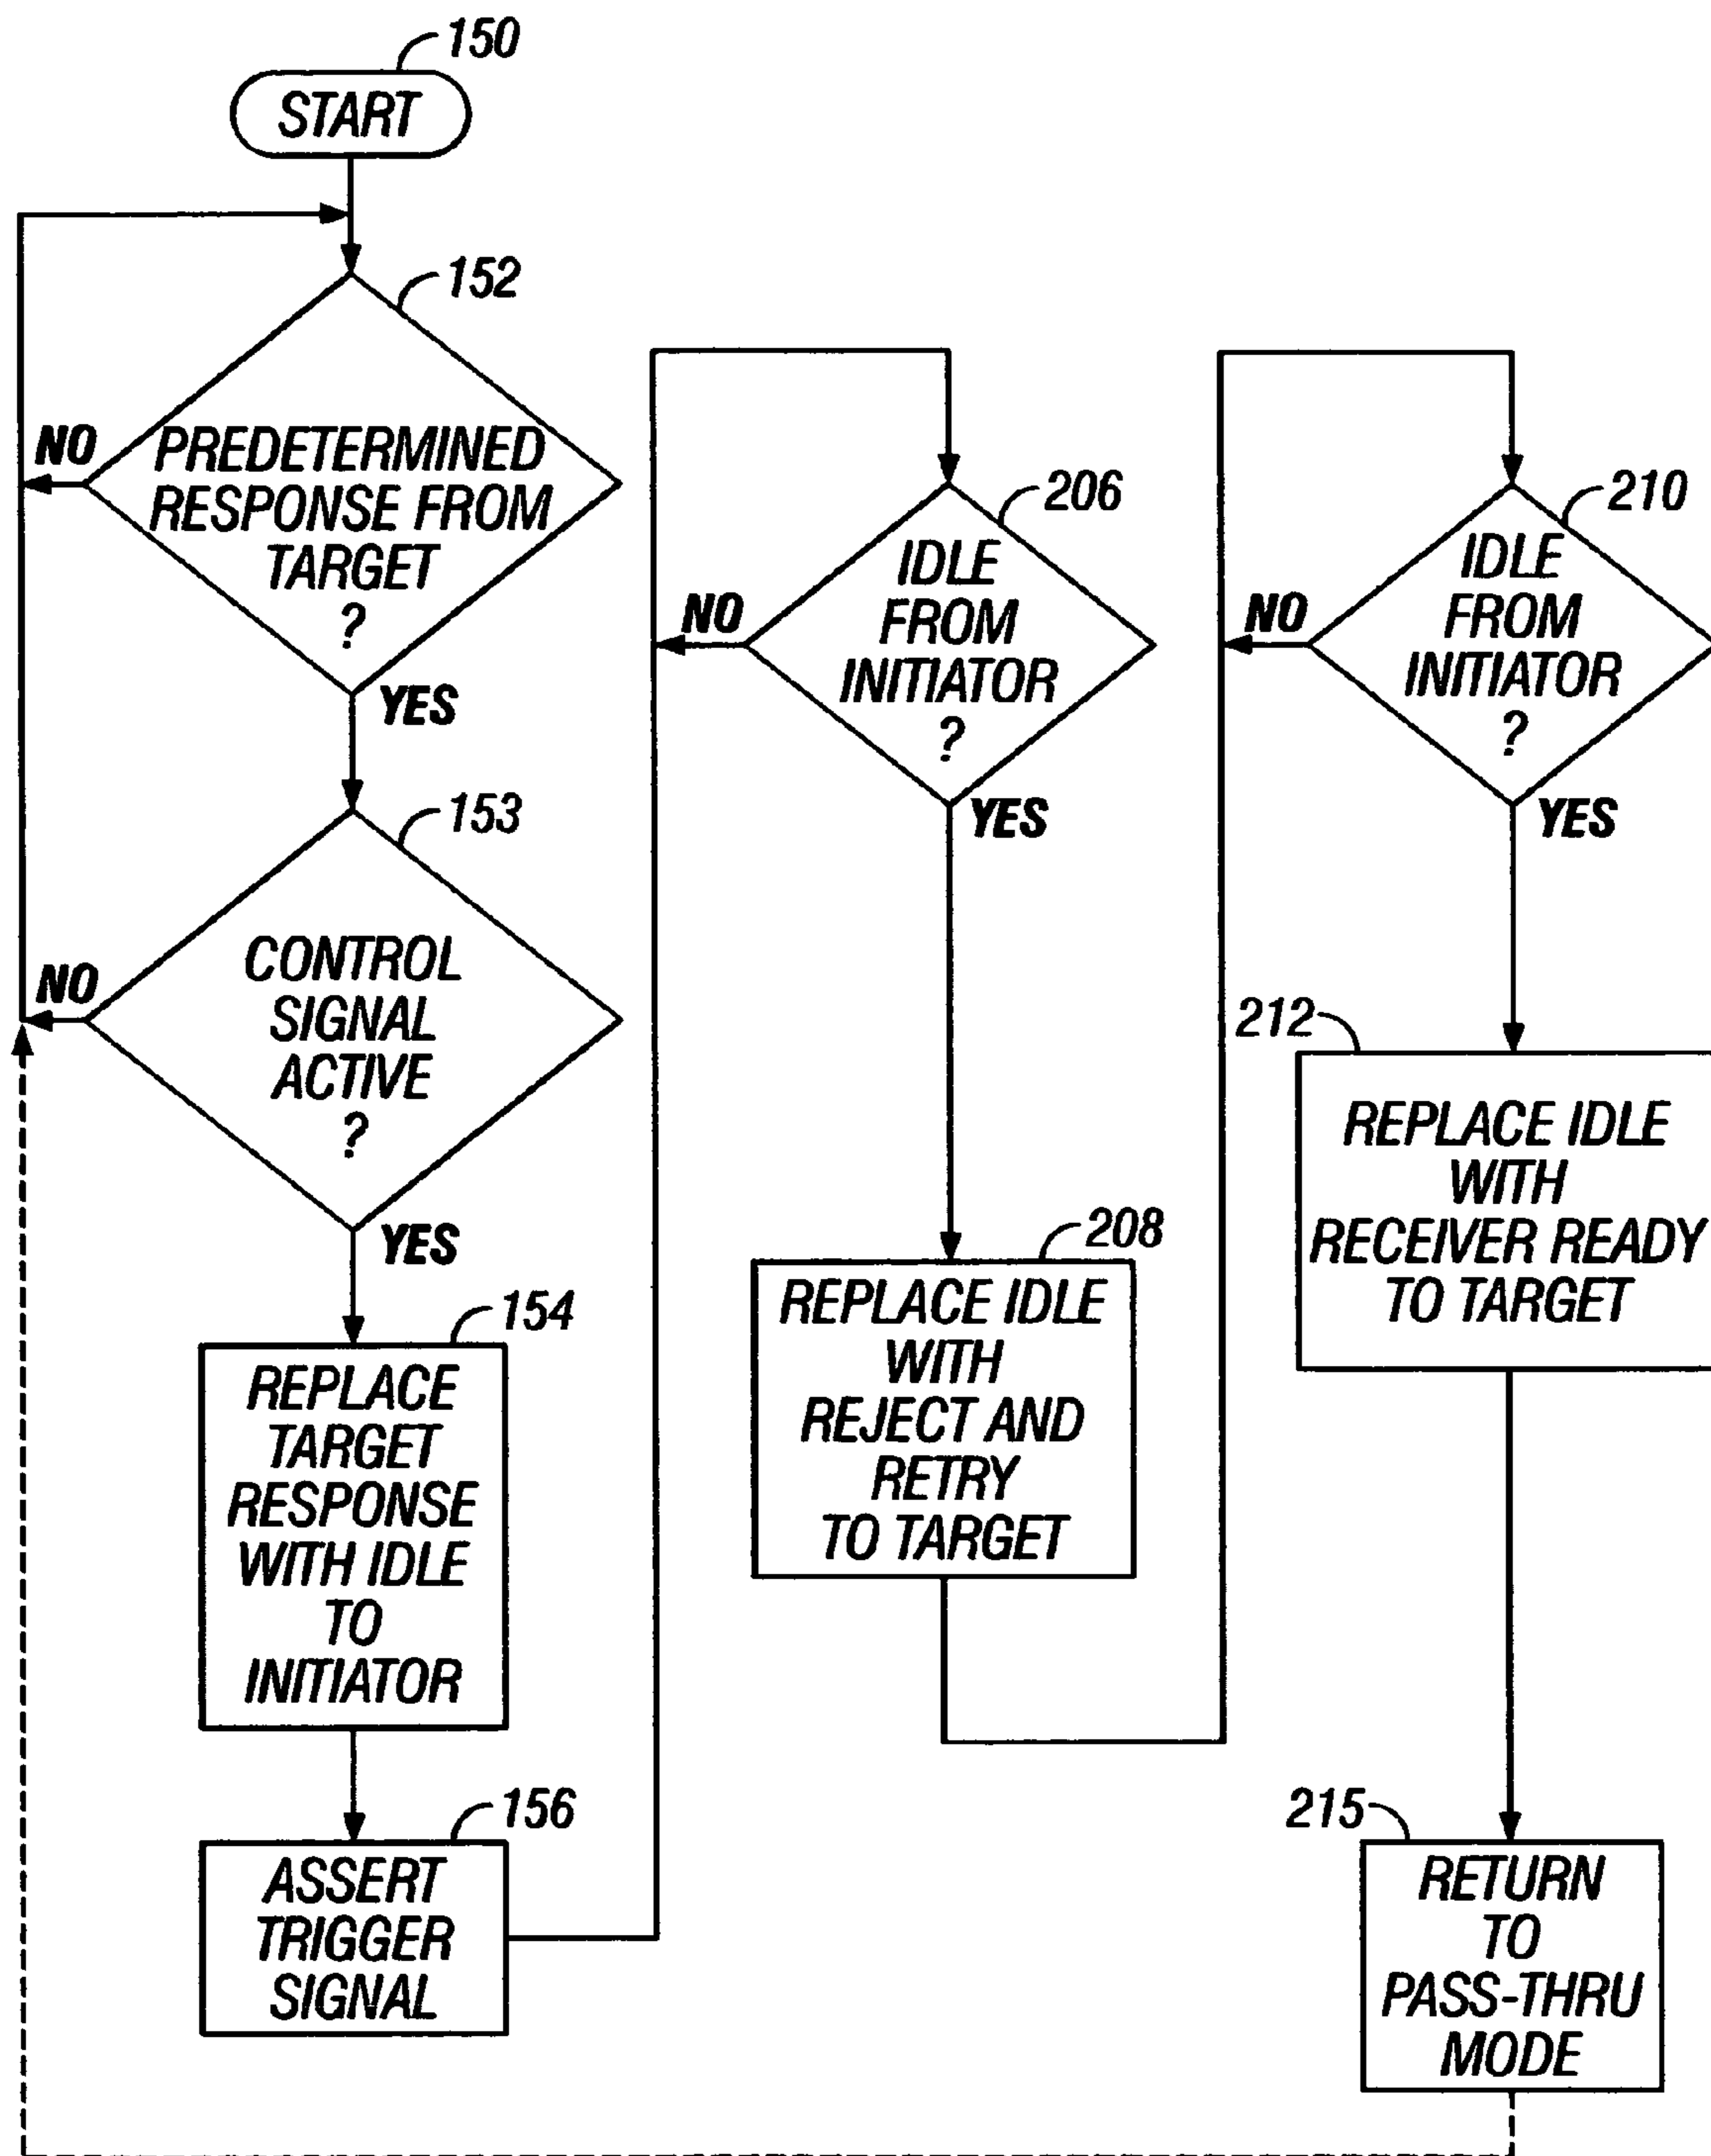 150
START
152
NO
PREDETERMINED
RESPONSE FROM
TARGET
?
YES
153
NO
CONTROL
SIGNAL
ACTIVE
?
YES
154
REPLACE
TARGET
RESPONSE
WITH IDLE
TO
INITIATOR
156
ASSERT
TRIGGER
SIGNAL
206
NO
IDLE
FROM
INITIATOR
?
YES
208
REPLACE IDLE
WITH
REJECT AND
RETRY
TO TARGET
210
NO
IDLE
FROM
INITIATOR
?
YES
212
REPLACE IDLE
WITH
RECEIVER READY
TO TARGET
215
RETURN
TO
PASS-THRU
MODE